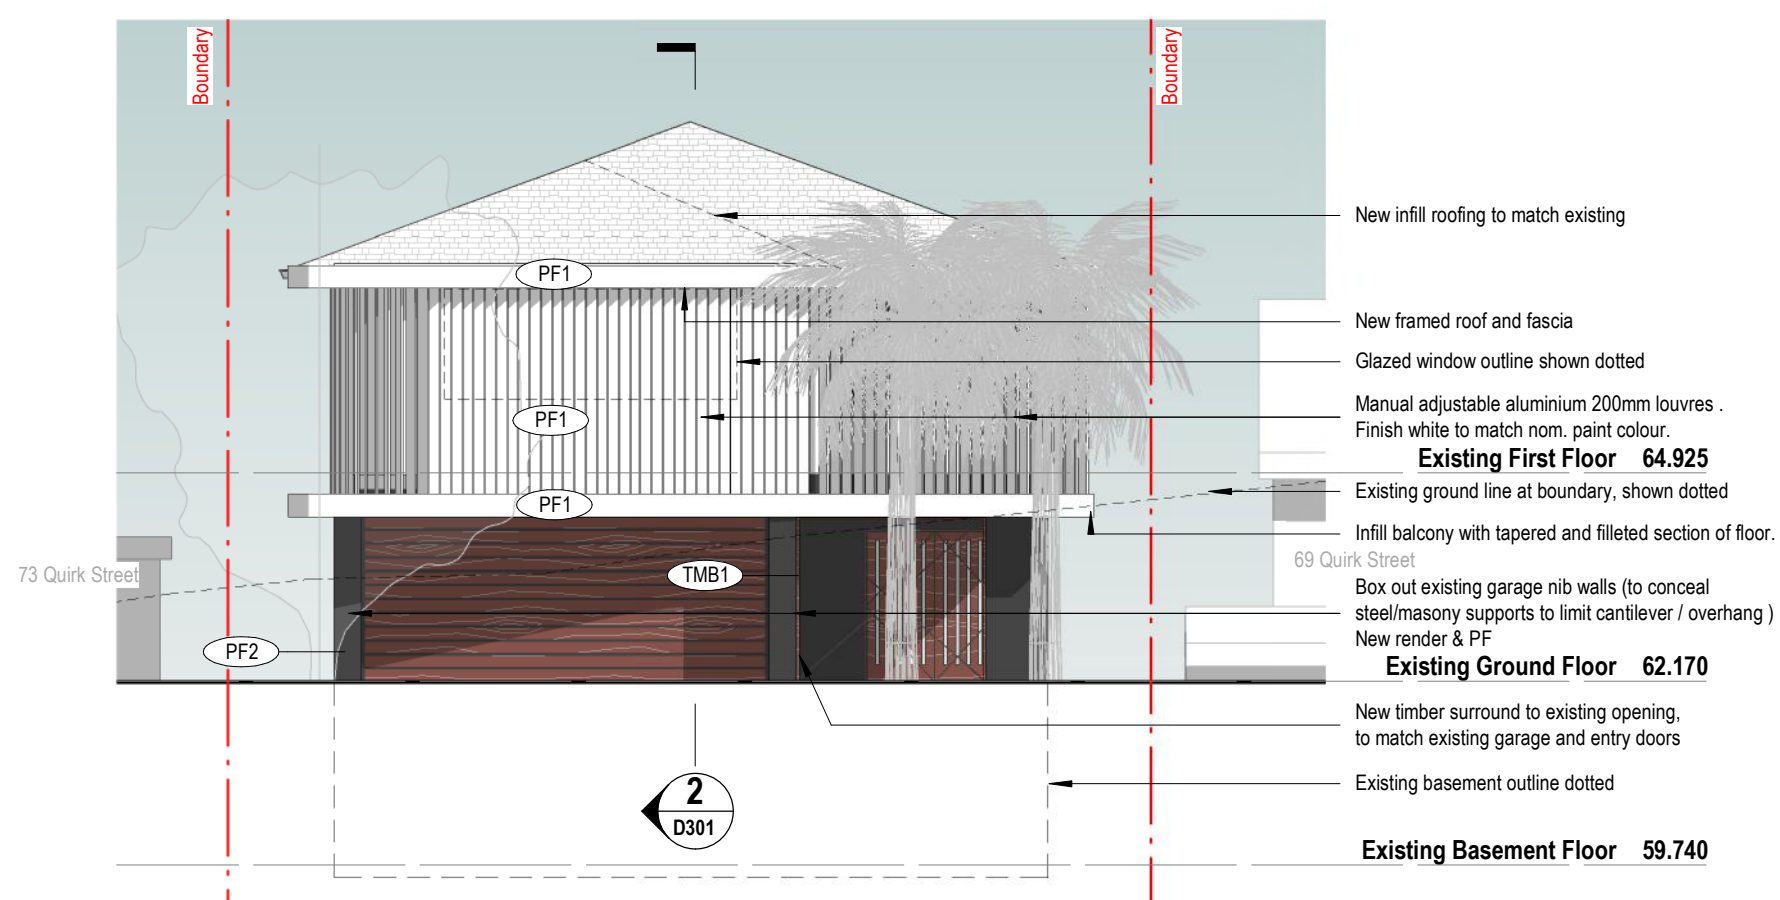 Boundary
Boundary
New infill roofing to match existing
PF1
New framed roof and fascia
Glazed window outline shown dotted
Manual adjustable aluminium 200mm louvres .
Finish white to match nom. paint colour.
PF1
Existing First Floor 64.925
Existing ground line at boundary, shown dotted
PF1
Infill balcony with tapered and filleted section of floor.
69 Quirk Street
73 Quirk Street
TMB1
Box out existing garage nib walls (to conceal
steel/masony supports to limit cantilever / overhang )
New render & PF
PF2
Existing Ground Floor 62.170
New timber surround to existing opening,
to match existing garage and entry doors
Existing basement outline dotted
2
D301
Existing Basement Floor 59.740